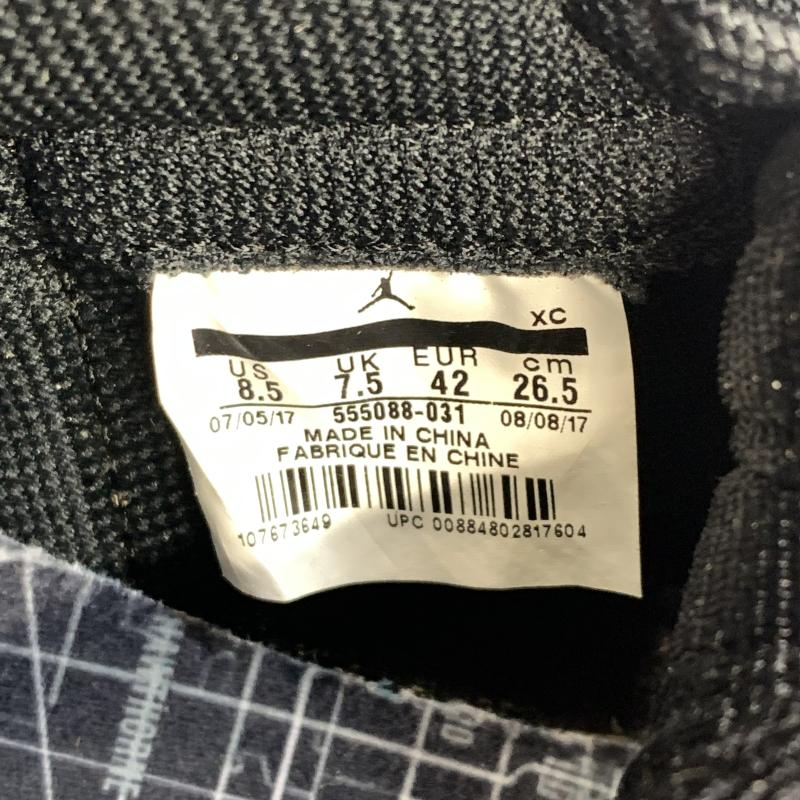 XC
US UK EUR cm
8.5 7.5 42 26.5
07/05/17 555088-031 08/08/17
MADE IN CHINA
FABRIQUE EN CHINE
107673649 UPC 00884802817604
HAWTHORNE